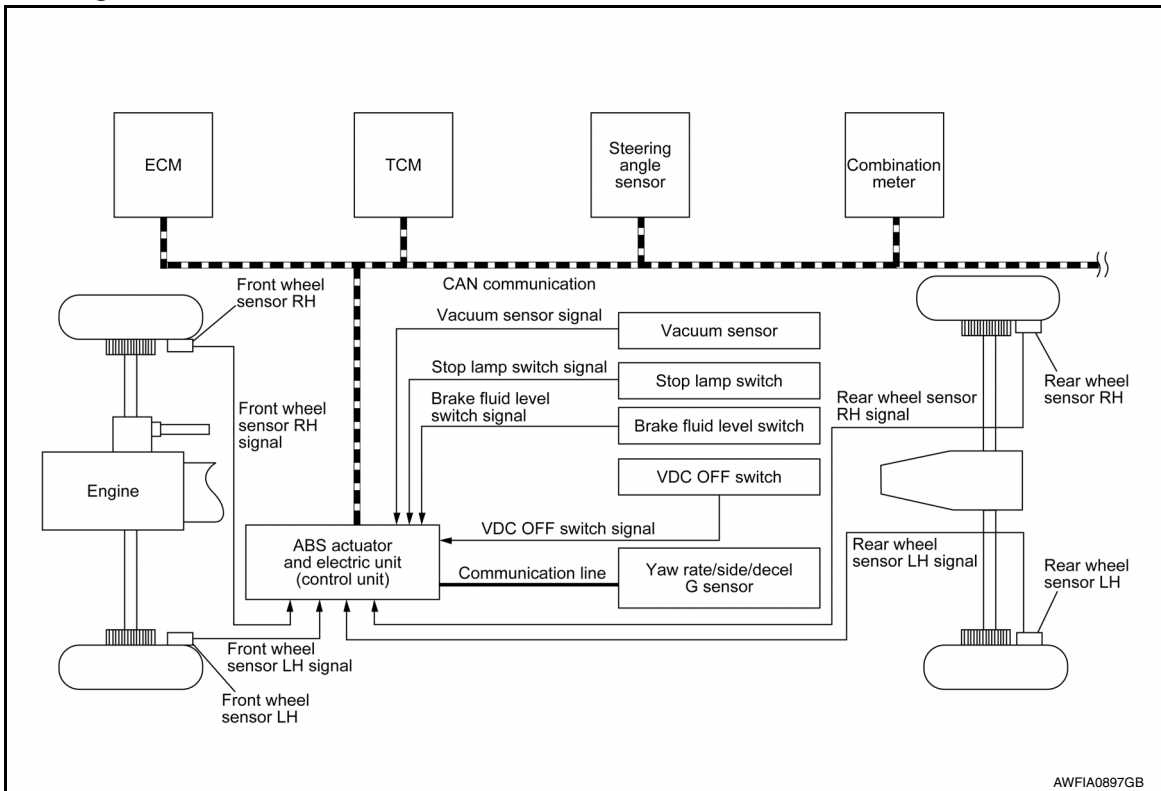 ECM
TCM
Steering
angle
sensor
Combination
meter
CAN communication
Front wheel
sensor RH
Vacuum sensor signal
Vacuum sensor
Stop lamp switch signal
Stop lamp switch
Brake fluid level
switch signal
Brake fluid level switch
Front wheel
sensor RH
signal
Rear wheel sensor
RH signal
Rear wheel
sensor RH
Engine
VDC OFF switch
VDC OFF switch signal
ABS actuator
and electric unit
(control unit)
Communication line
Yaw rate/side/decel
G sensor
Rear wheel
sensor LH signal
Rear wheel
sensor LH
Front wheel
sensor LH signal
Front wheel
sensor LH
AWFIA0897GB